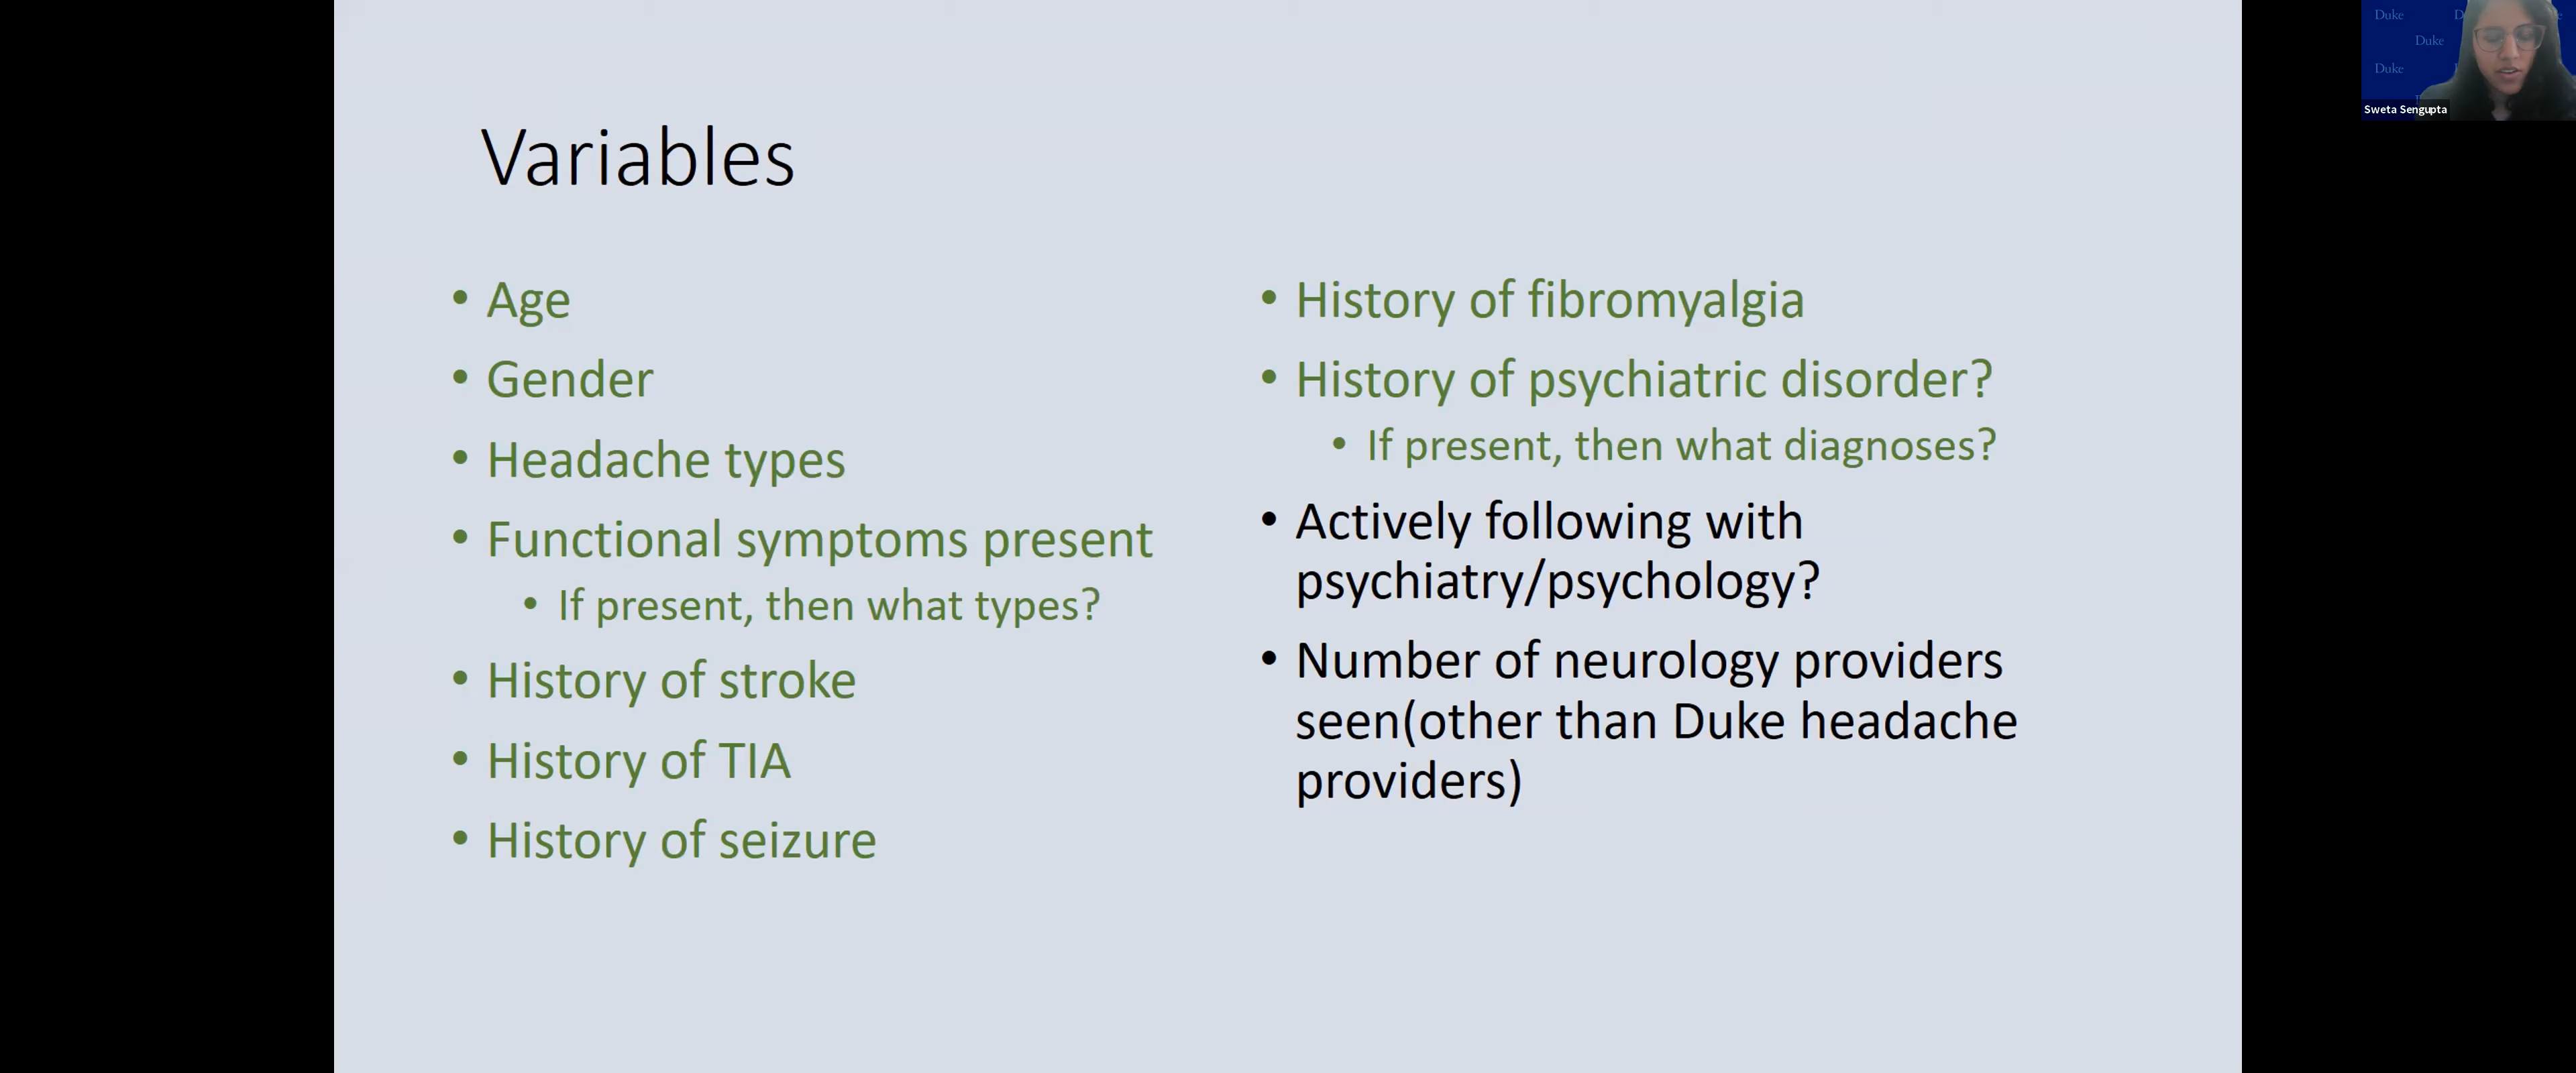 Variables
• Age
• Gender
• Headache types
• Functional symptoms present
• If present, then what types?
• History of stroke
• History of TIA
• History of seizure
• History of fibromyalgia
• History of psychiatric disorder?
• If present, then what diagnoses?
• Actively following with
psychiatry/psychology?
• Number of neurology providers
seen(other than Duke headache
providers)
Duke
Duke
Duke
Sweta Sengupta